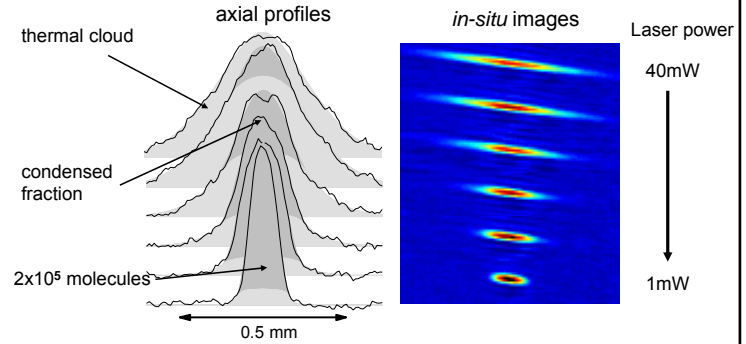 axial profiles
in-situ images
Laser power
thermal cloud
40mW
condensed
fraction
2x10⁵ molecules
1mW
0.5 mm